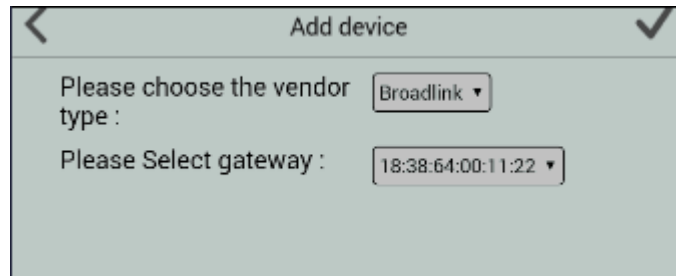 Add device
Please choose the vendor Broadlink
type :
Please Select gateway : 18:38:64:00:11:22